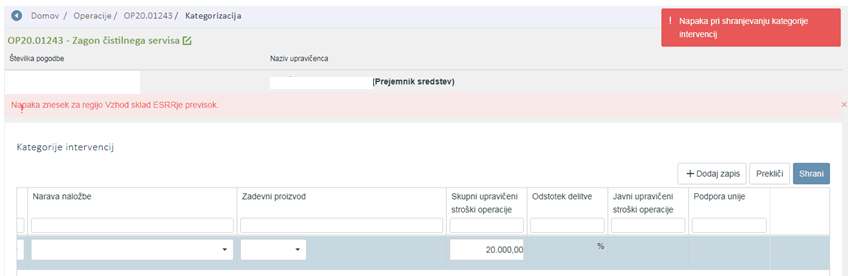 Domov / Operacije / OP20.01243 / Kategorizacija
! Napaka pri shranjevanju kategorije
intervencij
OP20.01243 - Zagon čistilnega servisa
Številka pogodbe Naziv upravičenca
(Prejemnik sredstev)
Napaka znesek za regijo Vzhod sklad ESRRje previsok.
Kategorije intervencij
+ Dodaj zapis Prekliči Shrani
Narava naložbe Zadevni proizvod Skupni upravičeni stroški operacije Odstotek delitve Javni upravičeni stroški operacije Podpora unije
20.000,00 %